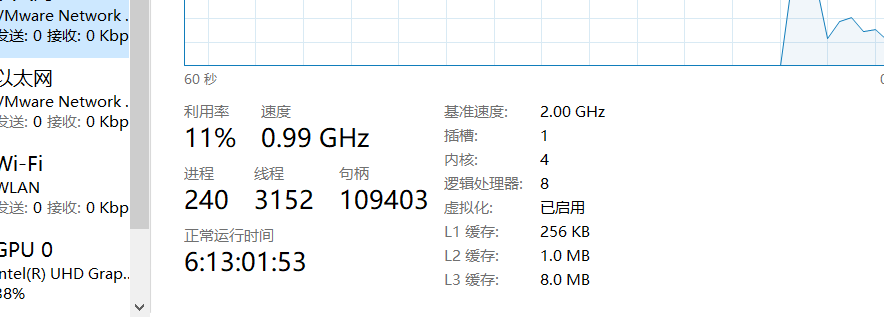 VMware Network ..
发送: 0 接收: 0 Kbp
以太网
VMware Network ..
发送: 0 接收: 0 Kbp
Wi-Fi
WLAN
发送: 0 接收: 0 Kbp
GPU 0
Intel(R) UHD Grap...
38%
60 秒
0
利用率 速度
11% 0.99 GHz
进程 线程 句柄
240 3152 109403
正常运行时间
6:13:01:53
基准速度: 2.00 GHz
插槽: 1
内核: 4
逻辑处理器: 8
虚拟化: 已启用
L1 缓存: 256 KB
L2 缓存: 1.0 MB
L3 缓存: 8.0 MB